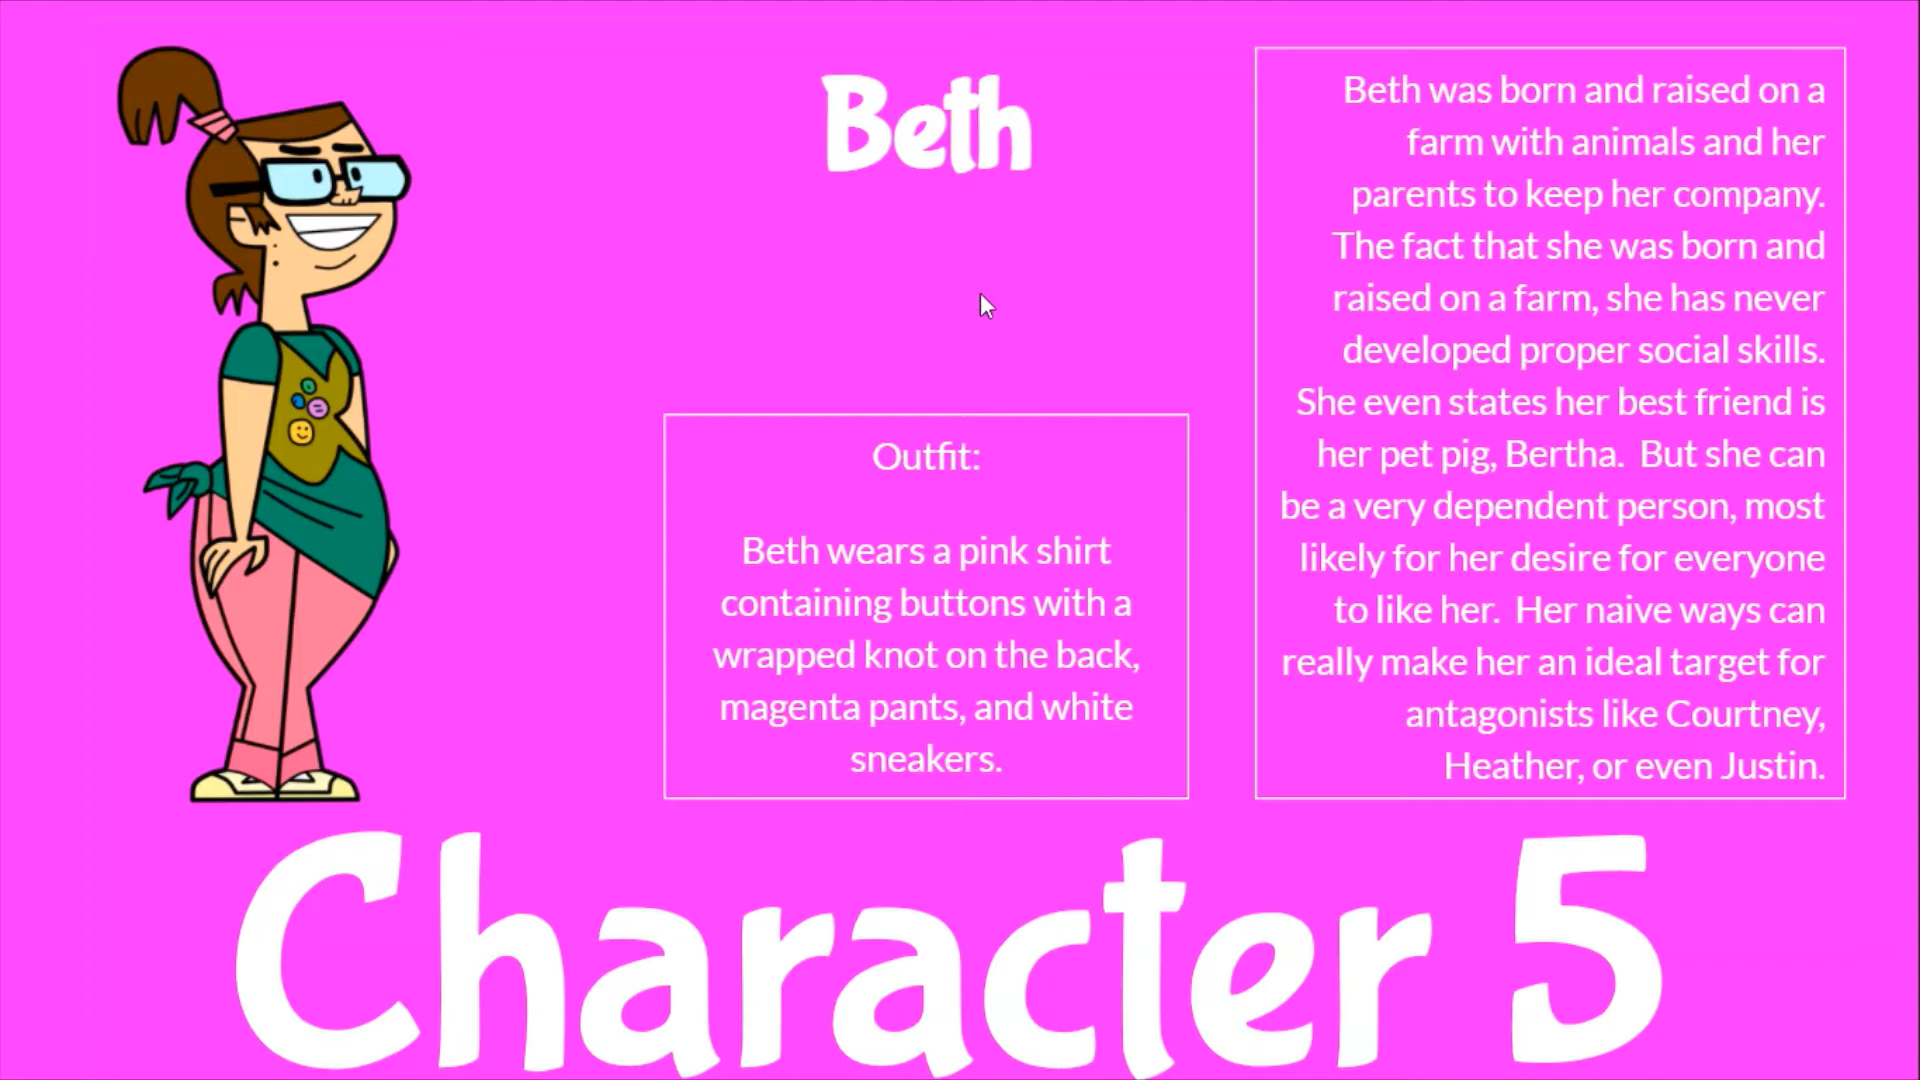 Beth
Outfit:
Beth wears a pink shirt
containing buttons with a
wrapped knot on the back,
magenta pants, and white
sneakers.
Beth was born and raised on a
farm with animals and her
parents to keep her company.
The fact that she was born and
raised on a farm, she has never
developed proper social skills.
She even states her best friend is
her pet pig, Bertha.  But she can
be a very dependent person, most
likely for her desire for everyone
to like her.  Her naive ways can
really make her an ideal target for
antagonists like Courtney,
Heather, or even Justin.
Character 5